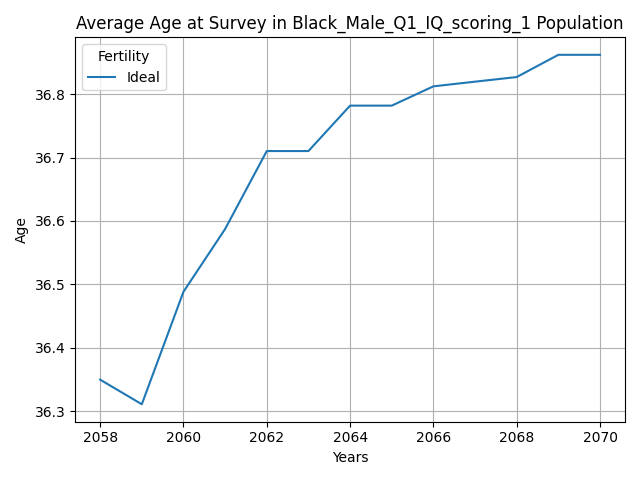 Average Age at Survey in Black_Male_Q1_IQ_scoring_1 Population
Fertility
Ideal
Age
36.8
36.7
36.6
36.5
36.4
36.3
2058 2060 2062 2064 2066 2068 2070
Years